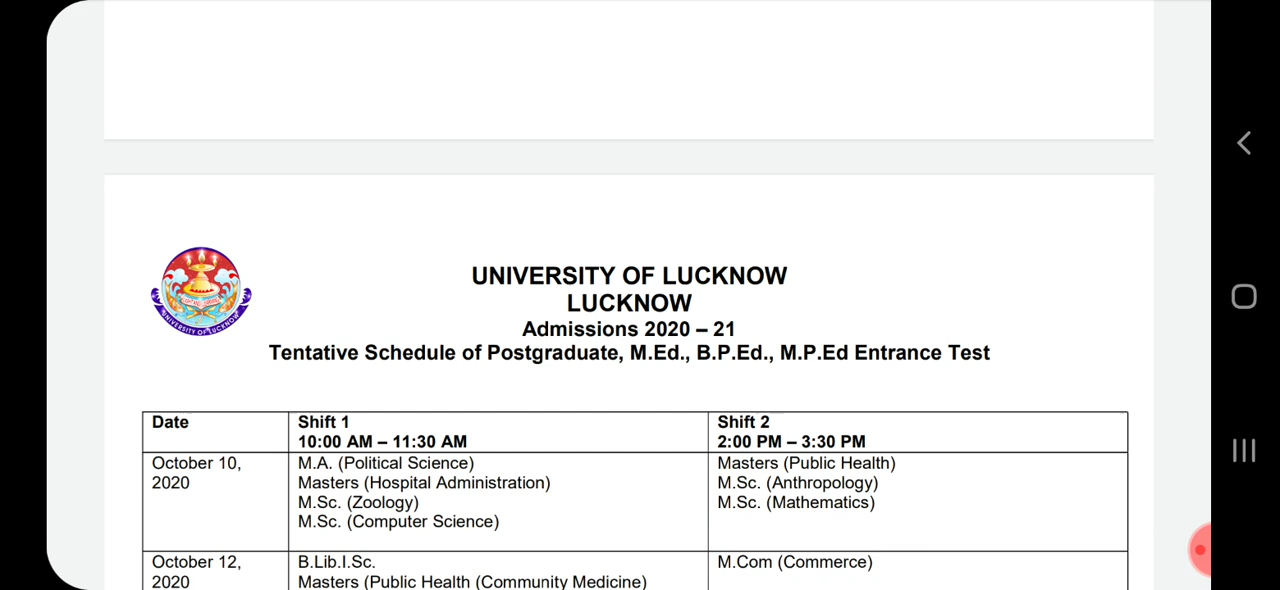 UNIVERSITY OF LUCKNOW
UNIVERSITY OF LUCKNOW
LUCKNOW
Admissions 2020 – 21
Tentative Schedule of Postgraduate, M.Ed., B.P.Ed., M.P.Ed Entrance Test
Date
Shift 1
10:00 AM – 11:30 AM
Shift 2
2:00 PM – 3:30 PM
October 10,
2020
M.A. (Political Science)
Masters (Hospital Administration)
M.Sc. (Zoology)
M.Sc. (Computer Science)
Masters (Public Health)
M.Sc. (Anthropology)
M.Sc. (Mathematics)
October 12,
2020
B.Lib.I.Sc.
Masters (Public Health (Community Medicine)
M.Com (Commerce)